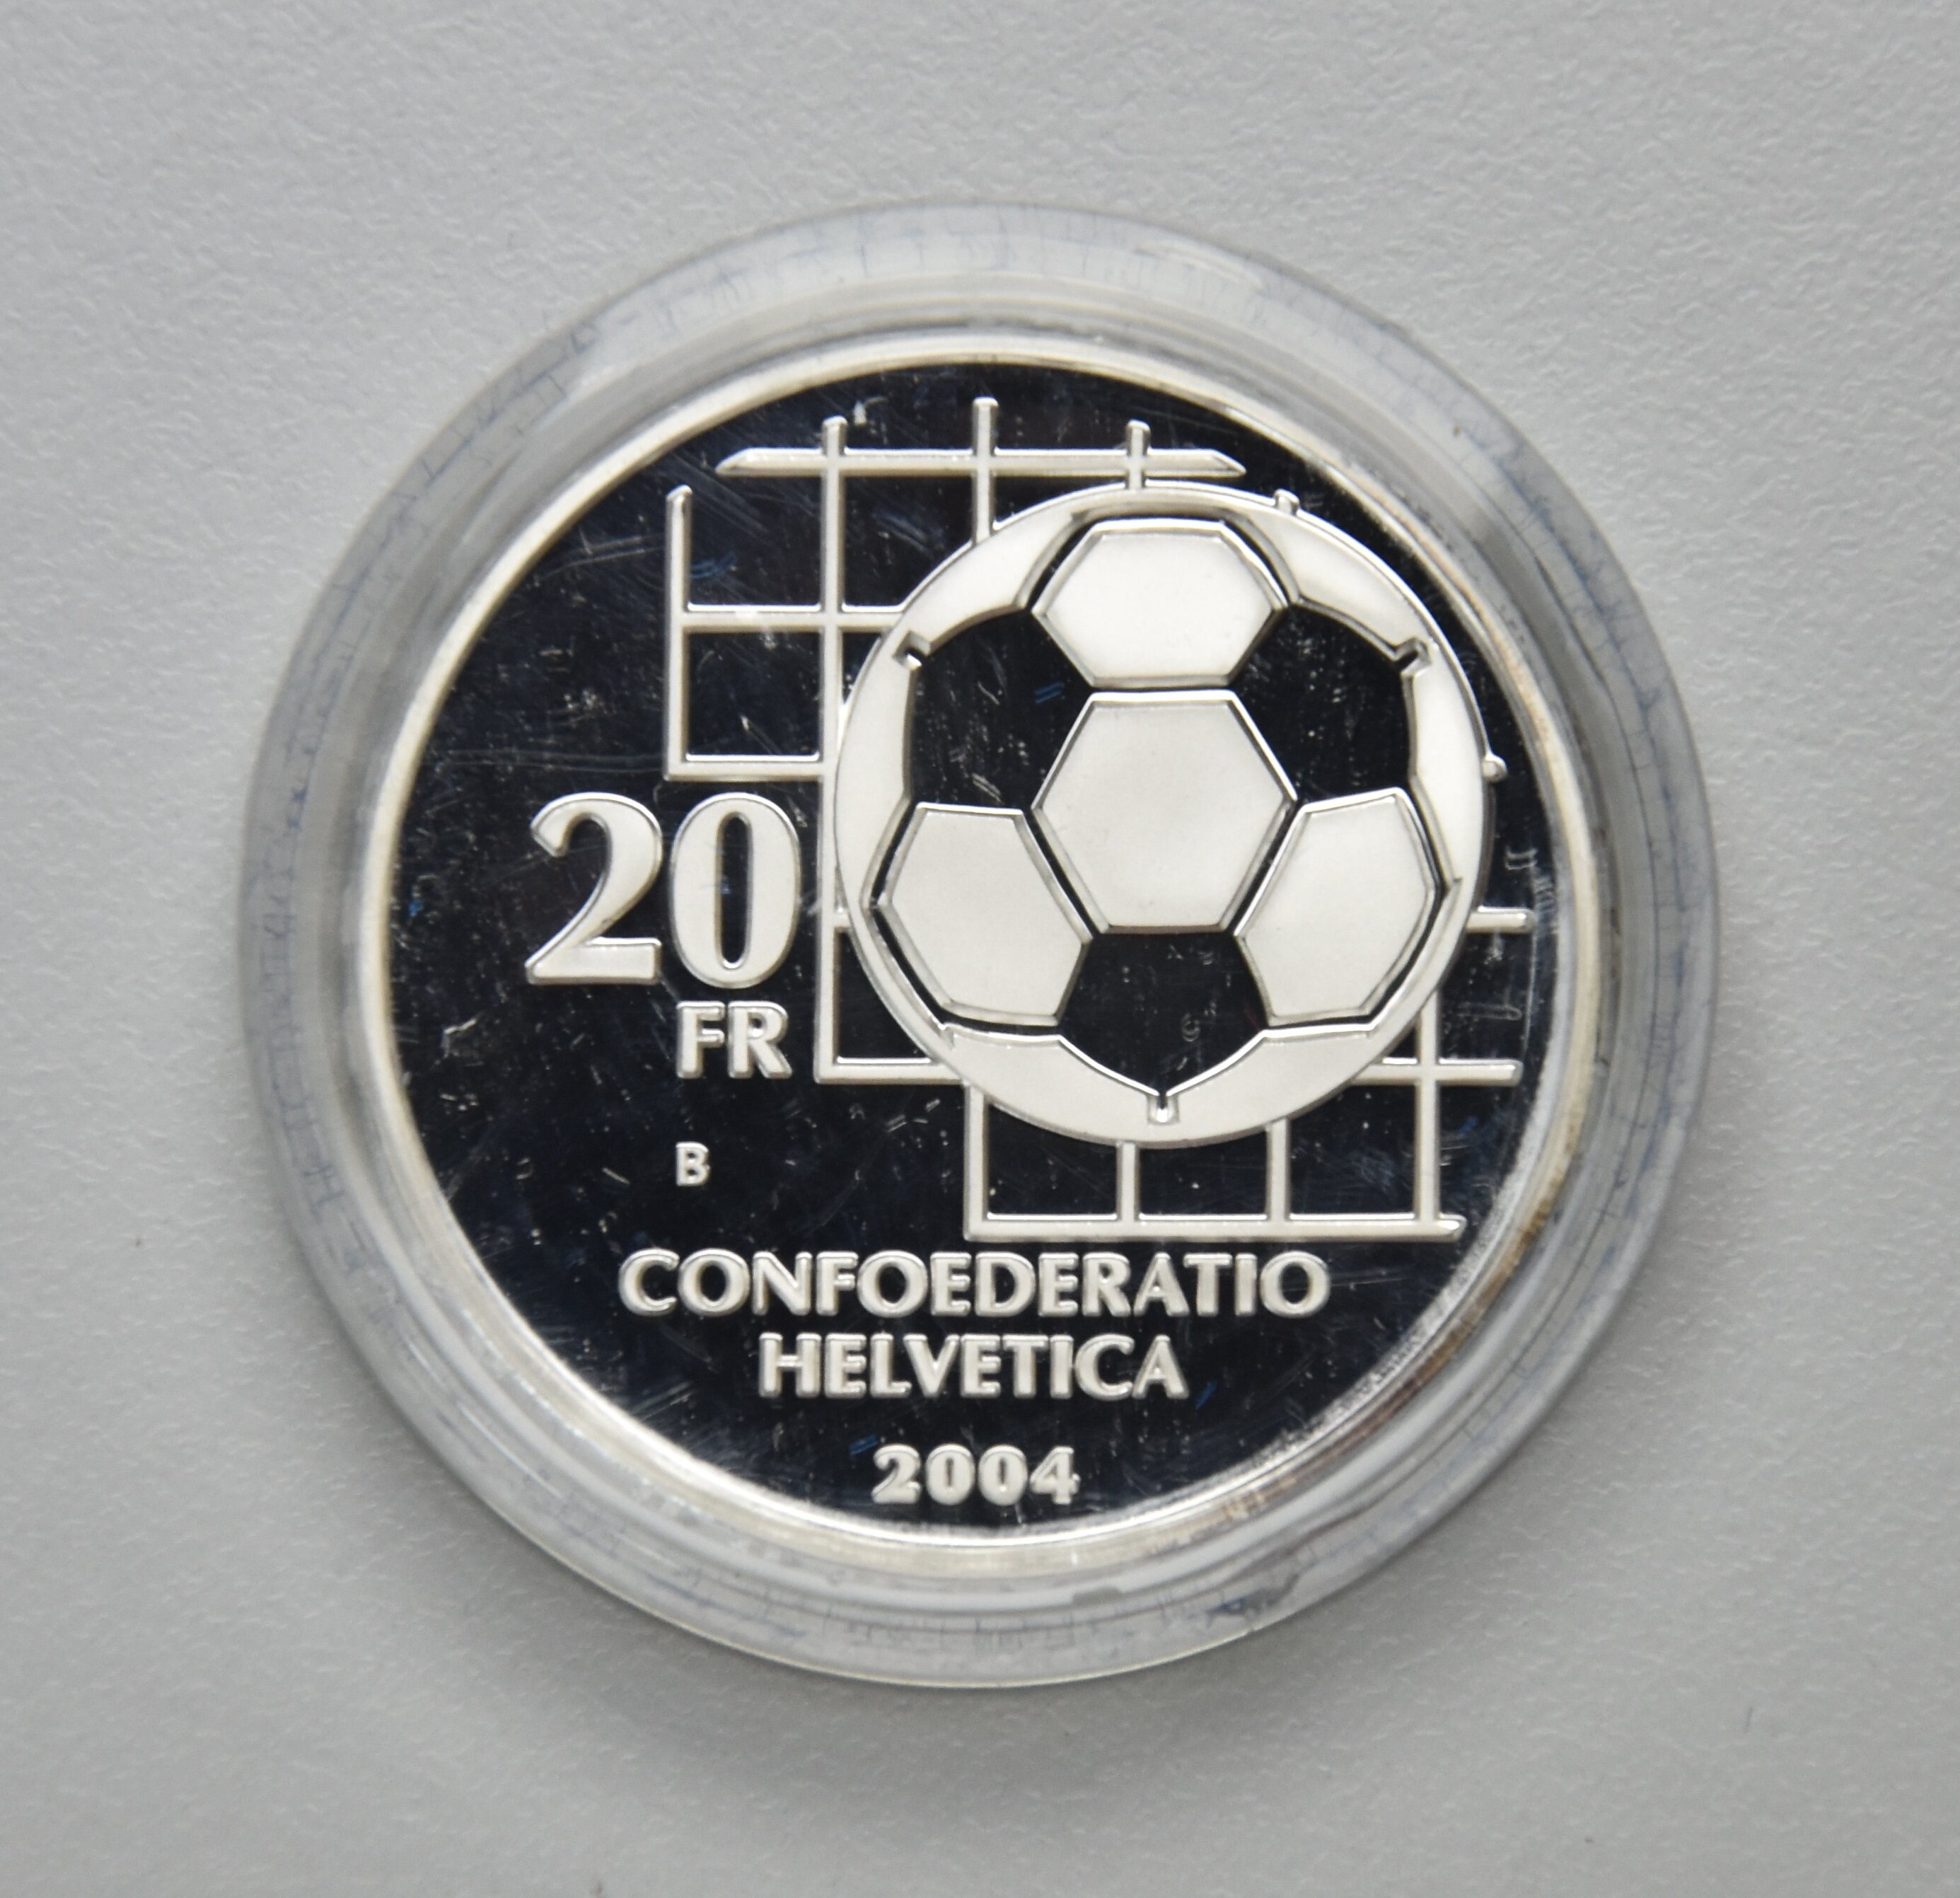 20
FR
B
CONFOEDERATIO
HELVETICA
2004